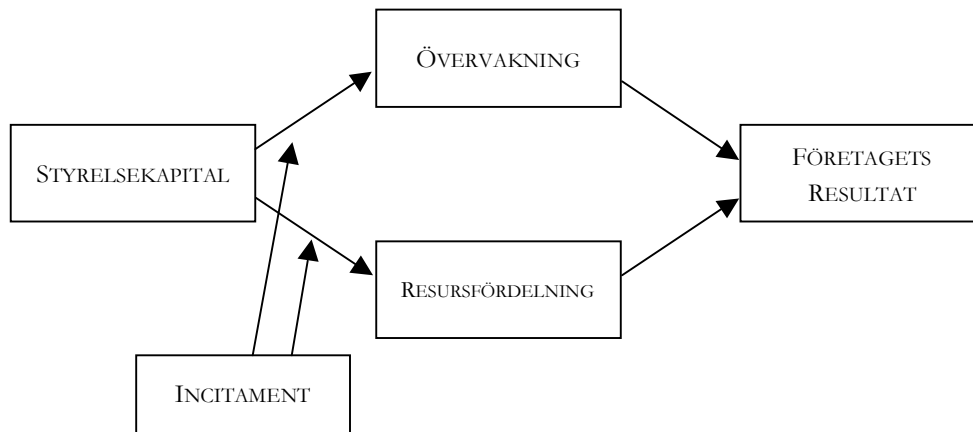 ÖVERVAKNING
STYRELSEKAPITAL
FÖRETAGETS
RESULTAT
RESURSFÖRDELNING
INCITAMENT